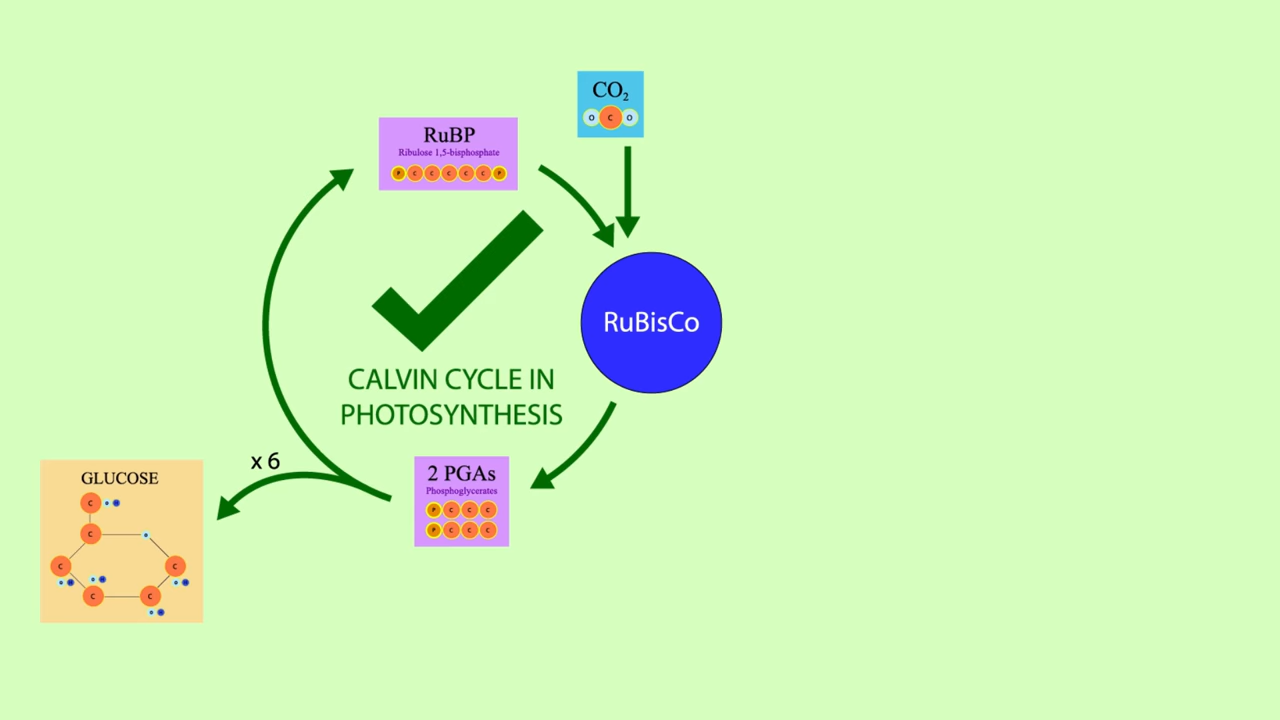 CO₂
O C O
RuBP
Ribulose 1,5-bisphosphate
P C C C C C P
RuBisCo
CALVIN CYCLE IN
PHOTOSYNTHESIS
x 6
2 PGAs
Phosphoglycerates
P C C C
P C C C
GLUCOSE
C
C
C
C
C
C